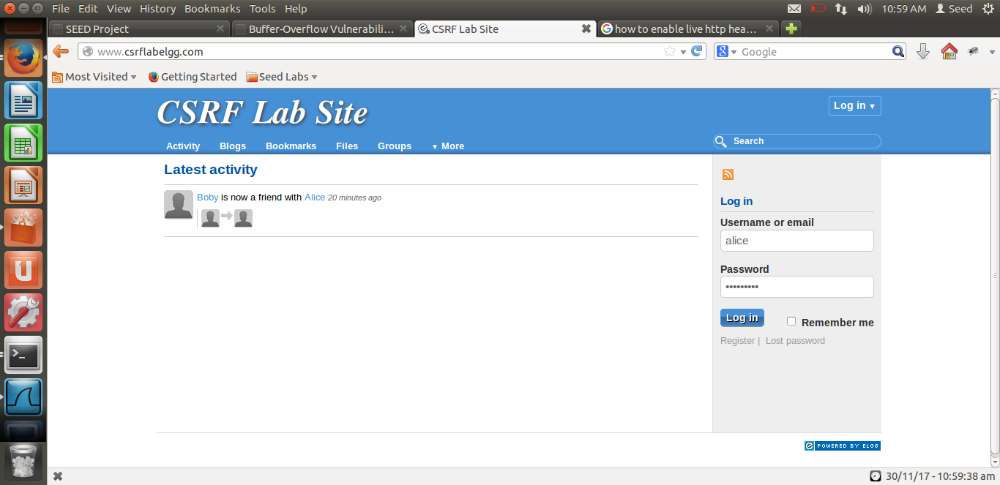 File Edit View History Bookmarks Tools Help
10:59 AM Seed
SEED Project
Buffer-Overflow Vulnerabili...
CSRF Lab Site
how to enable live http hea...
www.csrflabelgg.com
Google
Most Visited
Getting Started
Seed Labs
CSRF Lab Site
Log in
Activity Blogs Bookmarks Files Groups More
Search
Latest activity
Boby is now a friend with Alice 20 minutes ago
Log in
Username or email
alice
Password
•••••••••
Log in
Remember me
Register | Lost password
POWERED BY ELGG
30/11/17 - 10:59:38 am